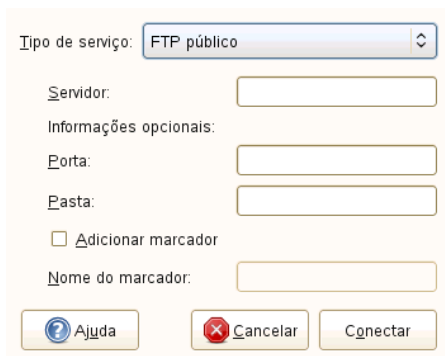 Tipo de serviço: FTP público
Servidor:
Informações opcionais:
Porta:
Pasta:
Adicionar marcador
Nome do marcador:
Ajuda Cancelar Conectar